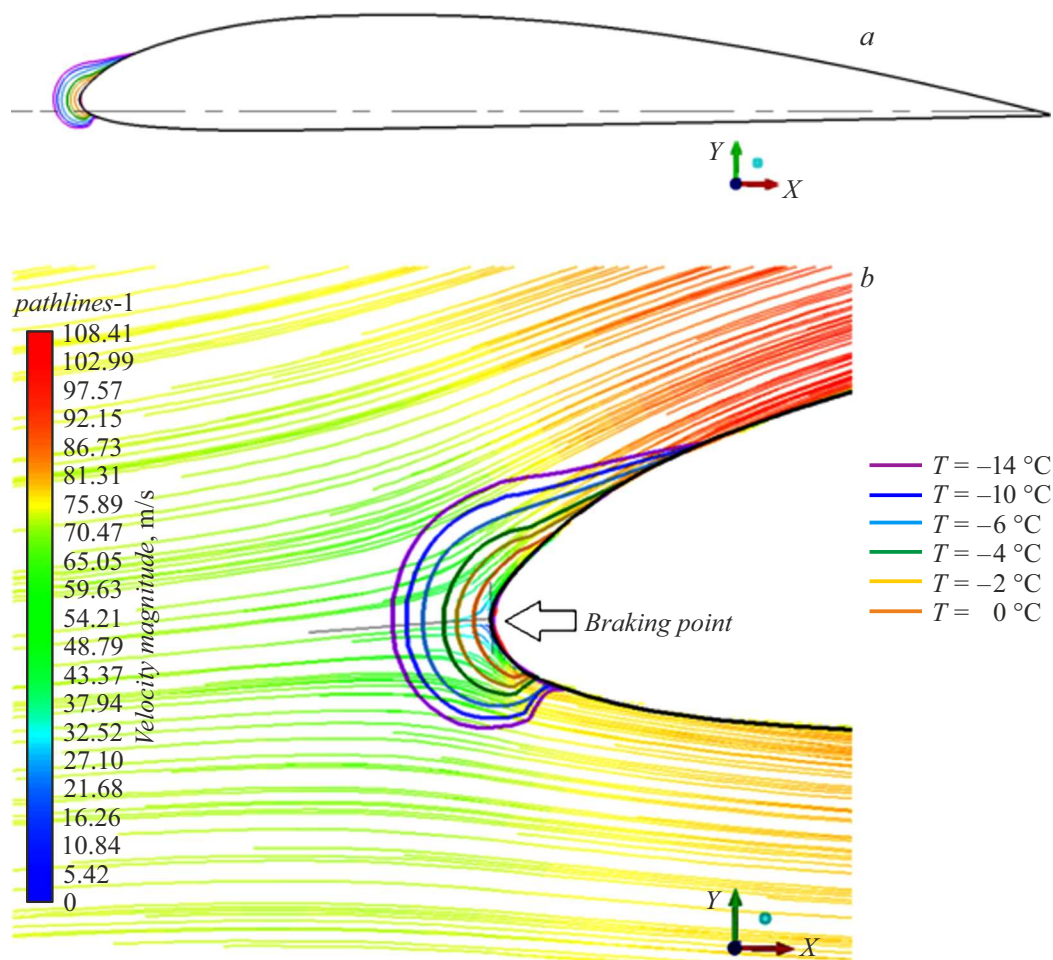 a
Y
X
b
pathlines-1
108.41
102.99
97.57
92.15
86.73
81.31
75.89
70.47
65.05
59.63
54.21
48.79
43.37
37.94
32.52
27.10
21.68
16.26
10.84
5.42
0
Velocity magnitude, m/s
Braking point
T = –14 °C
T = –10 °C
T = –6 °C
T = –4 °C
T = –2 °C
T = 0 °C
Y
X